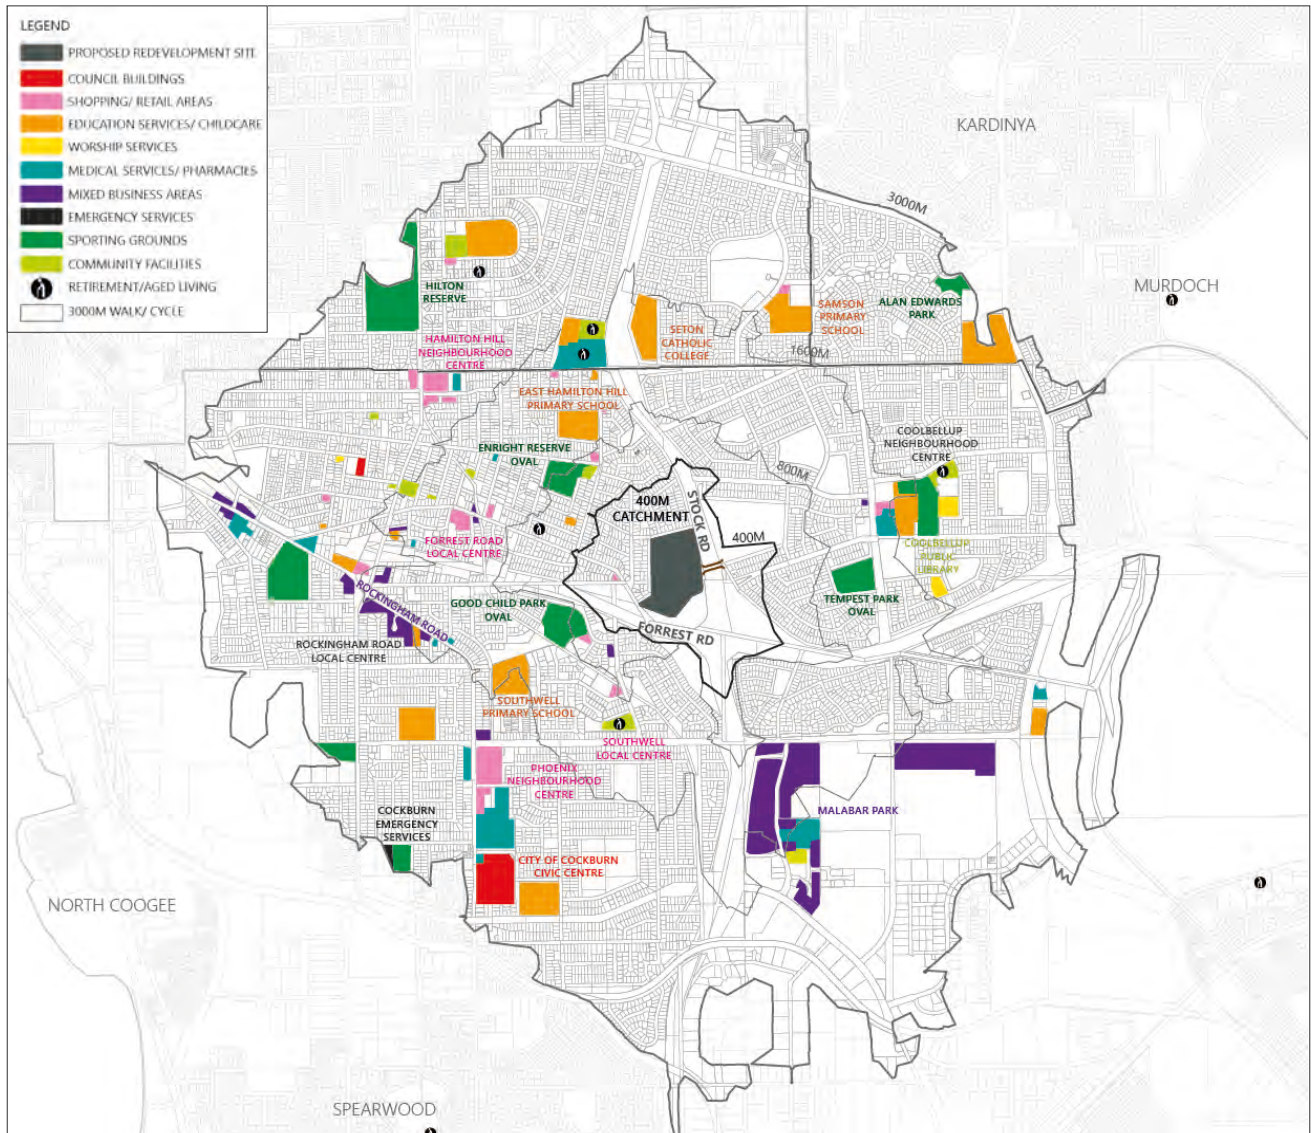 LEGEND
PROPOSED REDEVELOPMENT SITE
COUNCIL BUILDINGS
SHOPPING/ RETAIL AREAS
EDUCATION SERVICES/ CHILDCARE
WORSHIP SERVICES
MEDICAL SERVICES/ PHARMACIES
MIXED BUSINESS AREAS
EMERGENCY SERVICES
SPORTING GROUNDS
COMMUNITY FACILITIES
RETIREMENT/AGED LIVING
3000M WALK/ CYCLE
KARDINYA
3000M
MURDOCH
HILTON
RESERVE
ALAN EDWARDS
PARK
SAMSON
PRIMARY
SCHOOL
SETON
CATHOLIC
COLLEGE
1600M
HAMILTON HILL
NEIGHBOURHOOD
CENTRE
EAST HAMILTON HILL
PRIMARY SCHOOL
COOLBELLUP
NEIGHBOURHOOD
CENTRE
ENRIGHT RESERVE
OVAL
800M
400M
CATCHMENT
STOCK RD
400M
FORREST ROAD
LOCAL CENTRE
COOLBELLUP
PUBLIC
LIBRARY
TEMPEST PARK
OVAL
ROCKINGHAM ROAD
GOOD CHILD PARK
OVAL
FORREST RD
ROCKINGHAM ROAD
LOCAL CENTRE
SOUTHWELL
PRIMARY SCHOOL
SOUTHWELL
LOCAL CENTRE
PHOENIX
NEIGHBOURHOOD
CENTRE
MALABAR PARK
COCKBURN
EMERGENCY
SERVICES
CITY OF COCKBURN
CIVIC CENTRE
NORTH COOGEE
SPEARWOOD